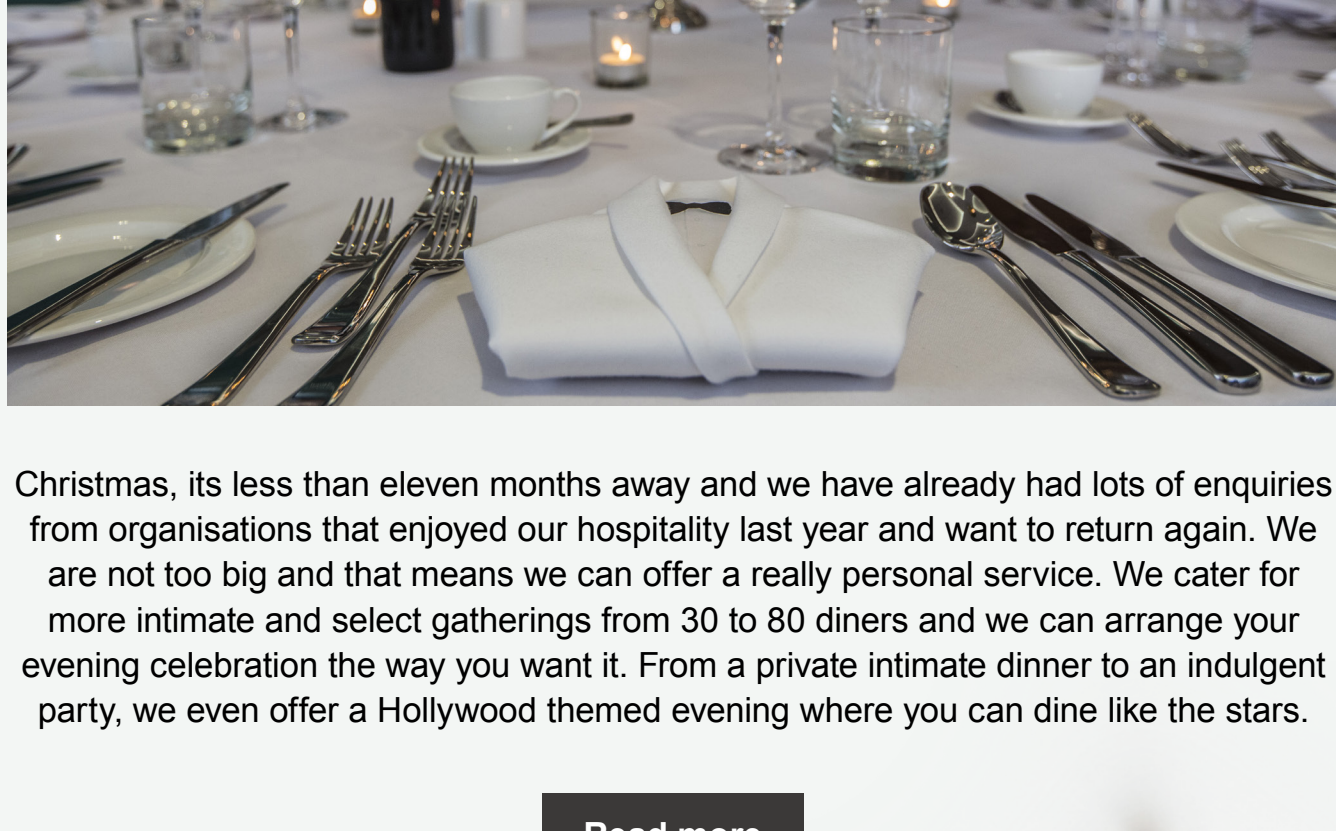 Christmas, its less than eleven months away and we have already had lots of enquiries
from organisations that enjoyed our hospitality last year and want to return again. We
are not too big and that means we can offer a really personal service. We cater for
more intimate and select gatherings from 30 to 80 diners and we can arrange your
evening celebration the way you want it. From a private intimate dinner to an indulgent
party, we even offer a Hollywood themed evening where you can dine like the stars.
Read more